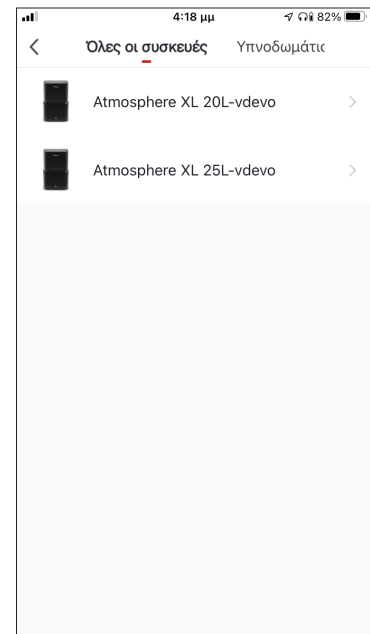 4:18 μμ 82%
Όλες οι συσκευές Υπνοδωμάτιο
Atmosphere XL 20L-vdevo
Atmosphere XL 25L-vdevo